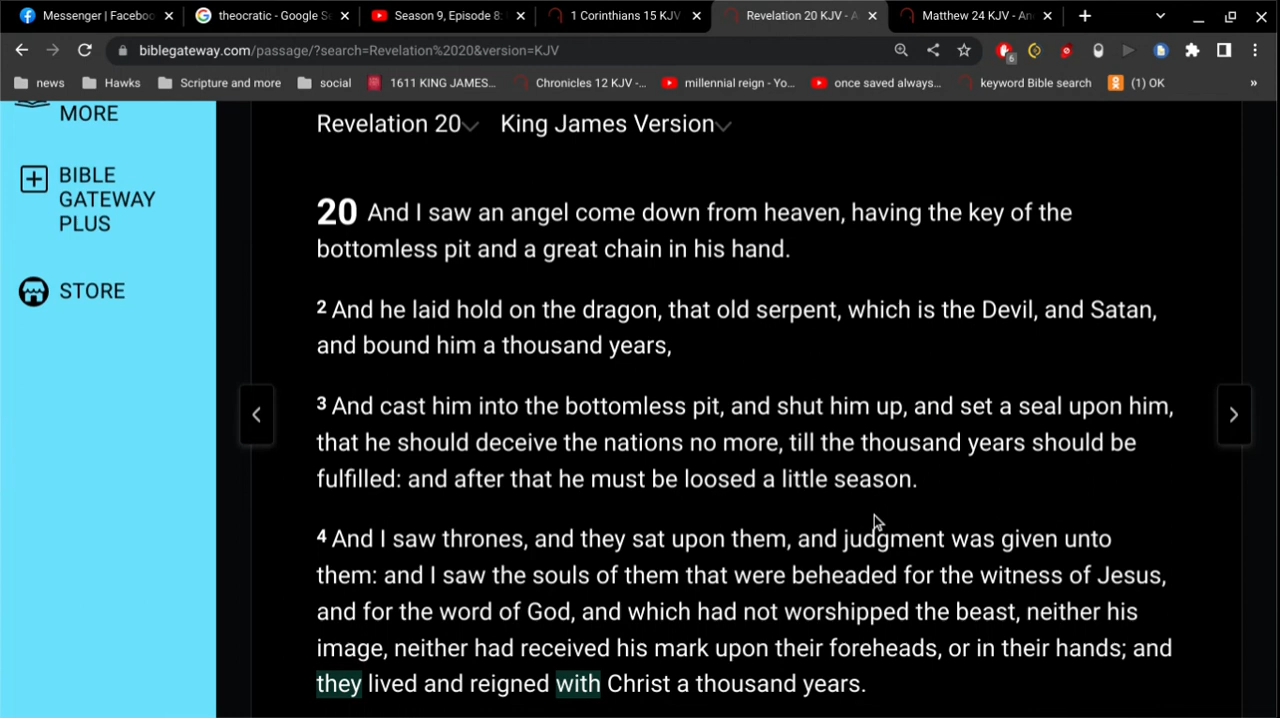 Messenger | Faceboo
theocratic - Google Se
Season 9, Episode 8:
1 Corinthians 15 KJV -
Revelation 20 KJV - A
Matthew 24 KJV - An
biblegateway.com/passage/?search=Revelation%2020&version=KJV
6
news
Hawks
Scripture and more
social
1611 KING JAMES...
Chronicles 12 KJV -...
millennial reign - Yo...
once saved always...
keyword Bible search
(1) OK
»
MORE
BIBLE
GATEWAY
PLUS
STORE
Revelation 20 King James Version
20 And I saw an angel come down from heaven, having the key of the
bottomless pit and a great chain in his hand.
2 And he laid hold on the dragon, that old serpent, which is the Devil, and Satan,
and bound him a thousand years,
3 And cast him into the bottomless pit, and shut him up, and set a seal upon him,
that he should deceive the nations no more, till the thousand years should be
fulfilled: and after that he must be loosed a little season.
4 And I saw thrones, and they sat upon them, and judgment was given unto
them: and I saw the souls of them that were beheaded for the witness of Jesus,
and for the word of God, and which had not worshipped the beast, neither his
image, neither had received his mark upon their foreheads, or in their hands; and
they lived and reigned with Christ a thousand years.